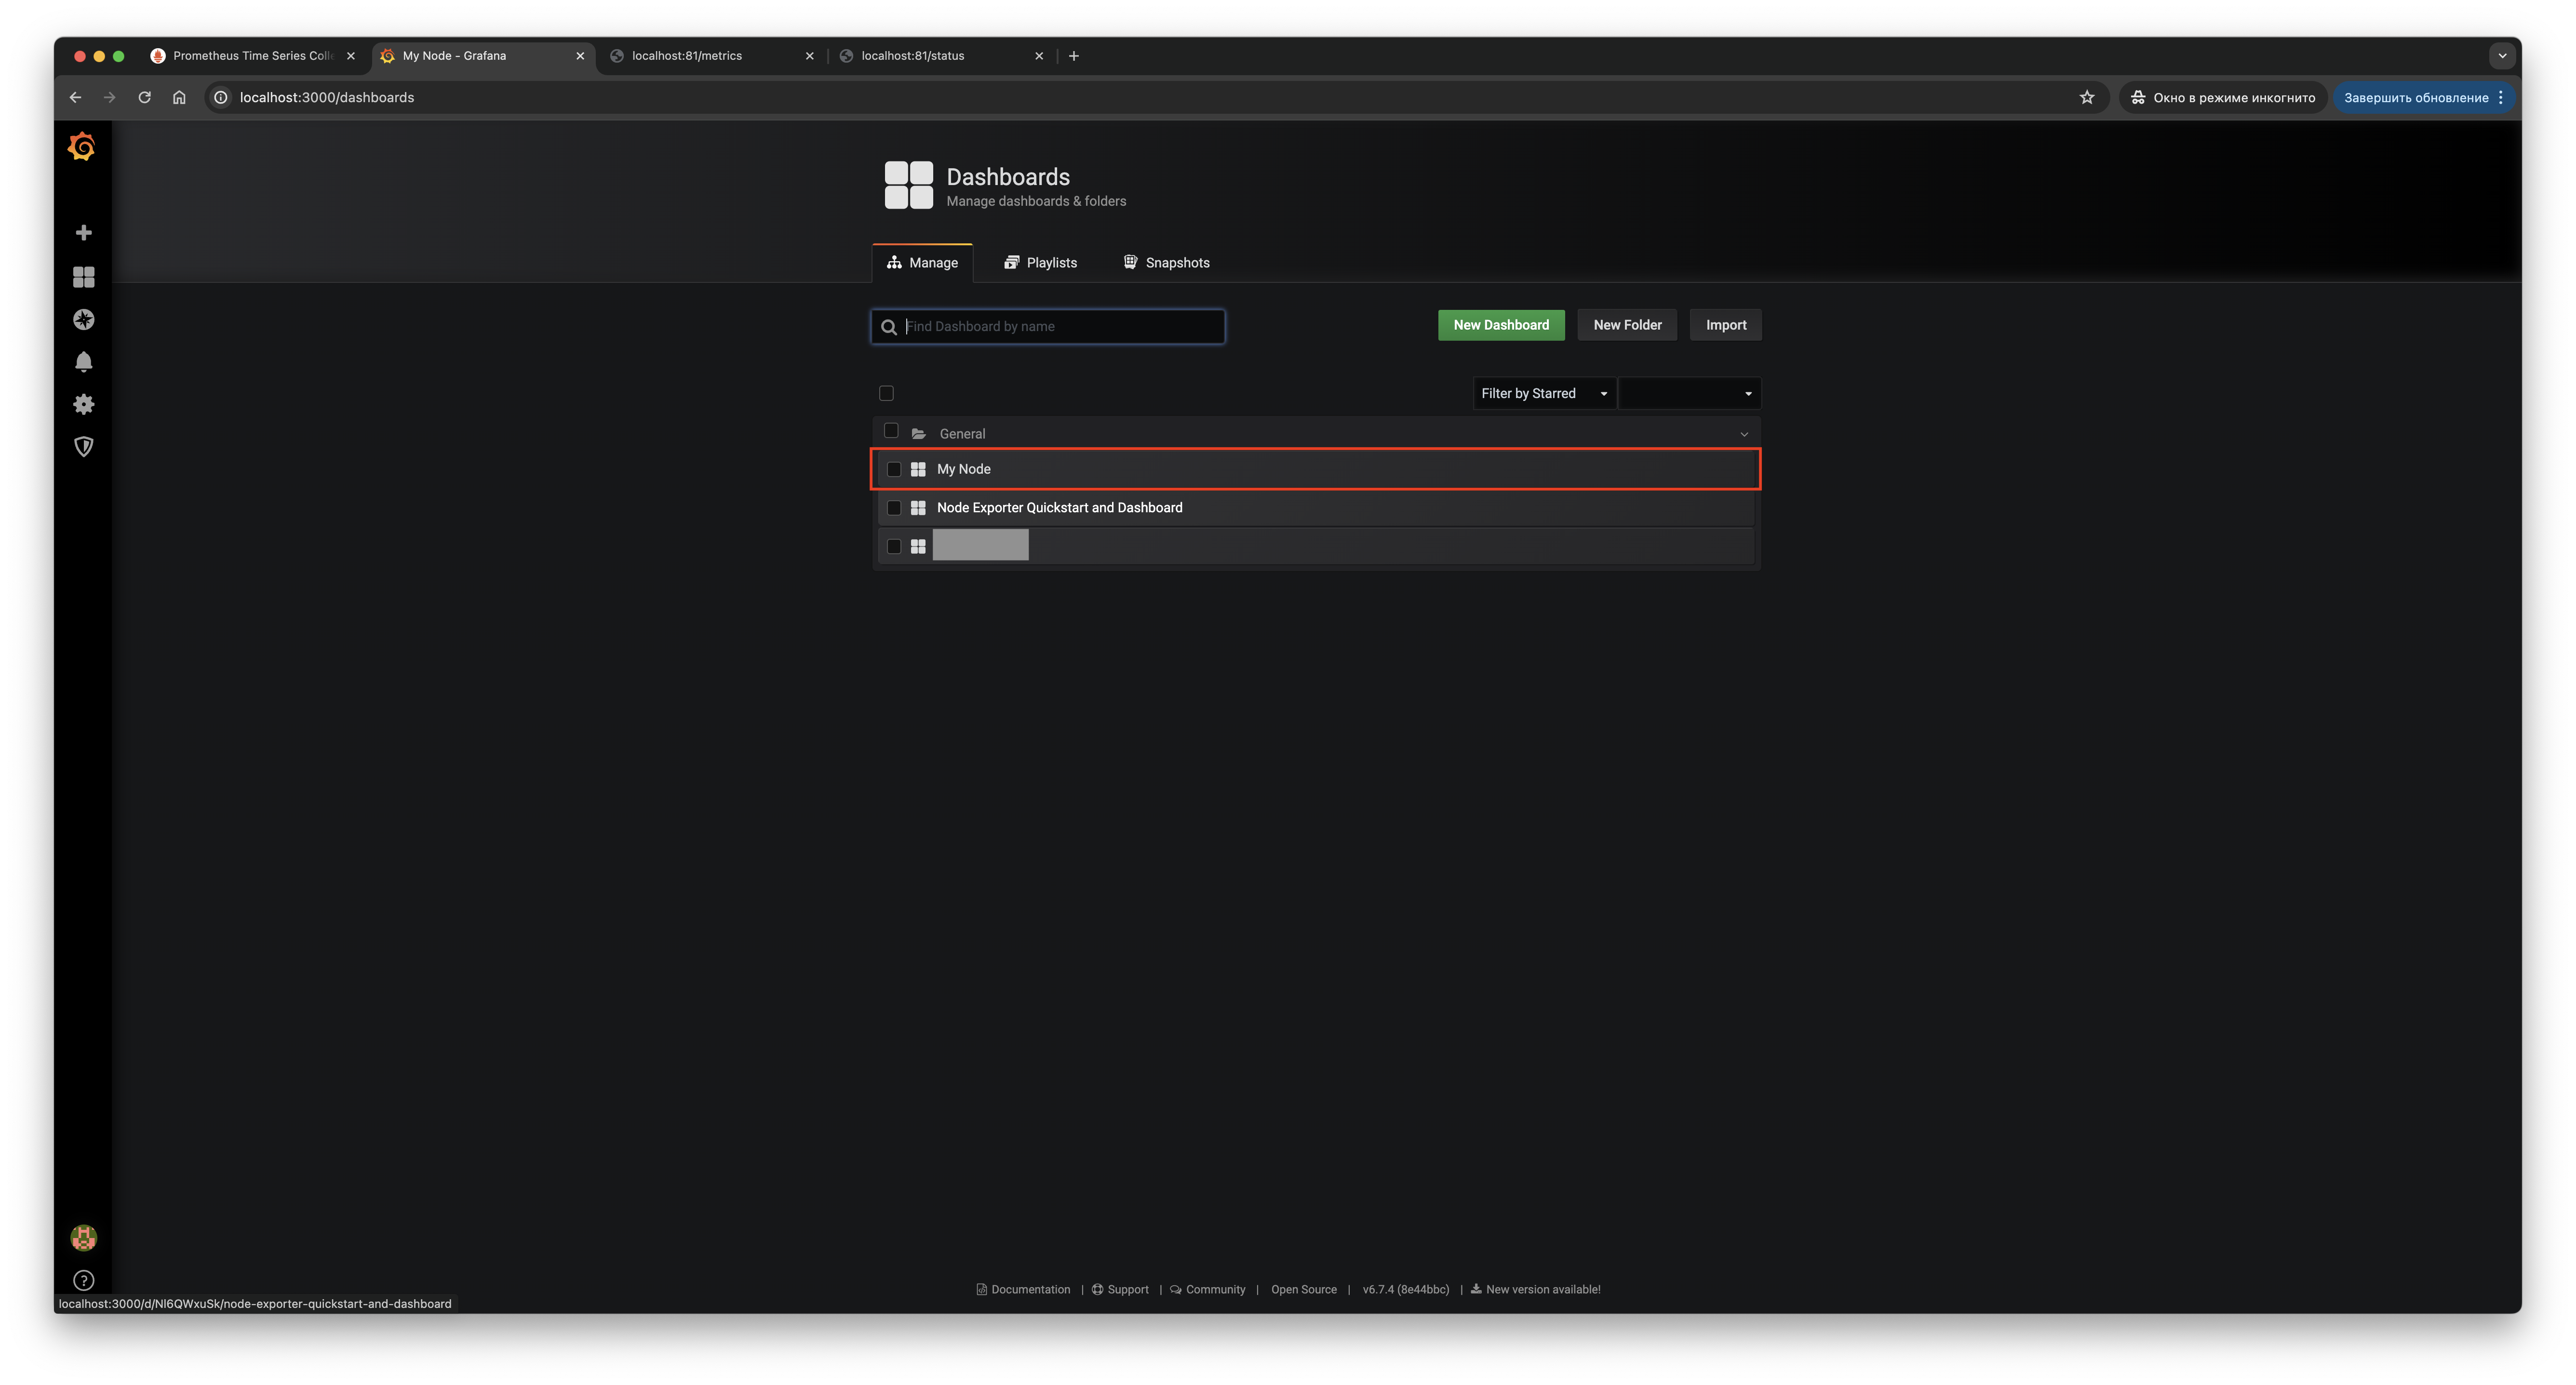 Prometheus Time Series Colle
My Node - Grafana
localhost:81/metrics
localhost:81/status
localhost:3000/dashboards
Окно в режиме инкогнито
Завершить обновление
Dashboards
Manage dashboards & folders
Manage
Playlists
Snapshots
Find Dashboard by name
New Dashboard
New Folder
Import
Filter by Starred
General
My Node
Node Exporter Quickstart and Dashboard
Documentation | Support | Community | Open Source | v6.7.4 (8e44bbc) | New version available!
localhost:3000/d/NI6QWxuSk/node-exporter-quickstart-and-dashboard